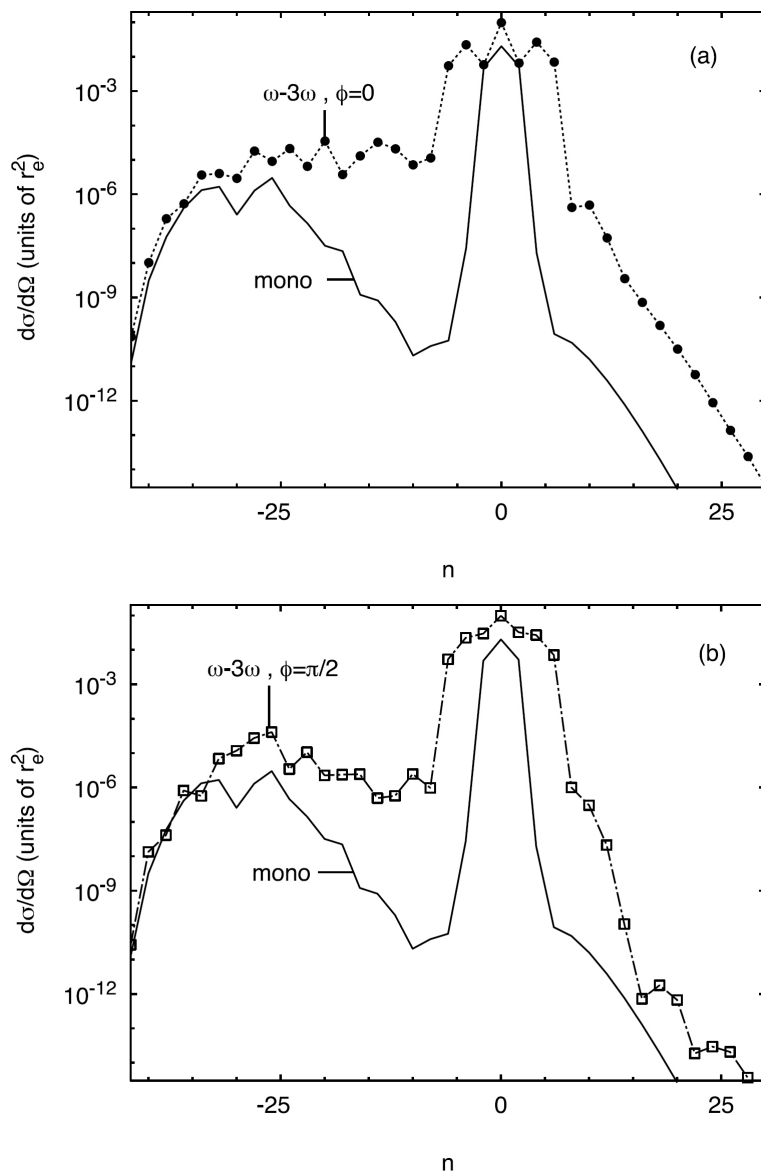 (a)
10⁻³
ω-3ω , ϕ=0
10⁻⁶
mono
10⁻⁹
10⁻¹²
dσ/dΩ (units of rₑ²)
-25 0 25
n
(b)
10⁻³
ω-3ω , ϕ=π/2
10⁻⁶
mono
10⁻⁹
10⁻¹²
dσ/dΩ (units of rₑ²)
-25 0 25
n